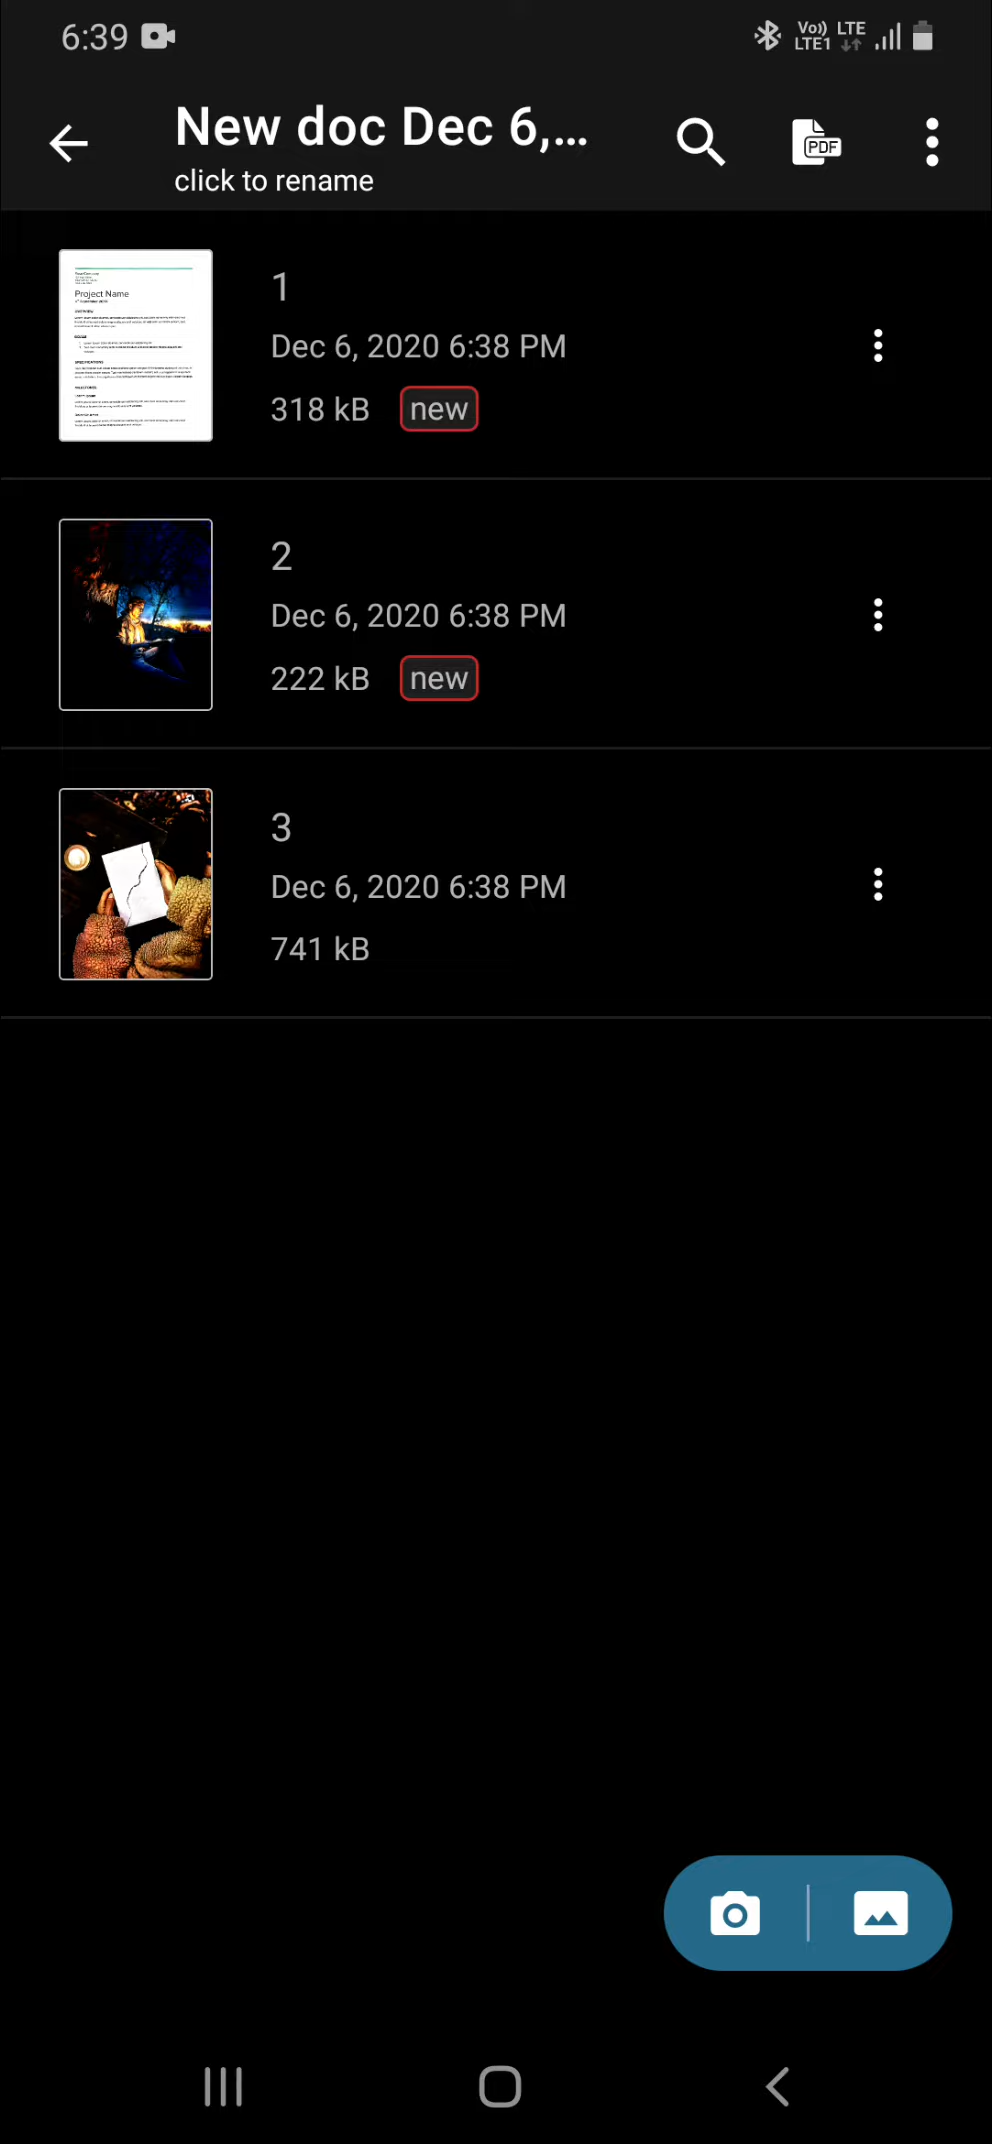 6:39
Vo)) LTE
LTE1
New doc Dec 6,...
click to rename
PDF
Project Name
1
Dec 6, 2020 6:38 PM
318 kB new
2
Dec 6, 2020 6:38 PM
222 kB new
3
Dec 6, 2020 6:38 PM
741 kB